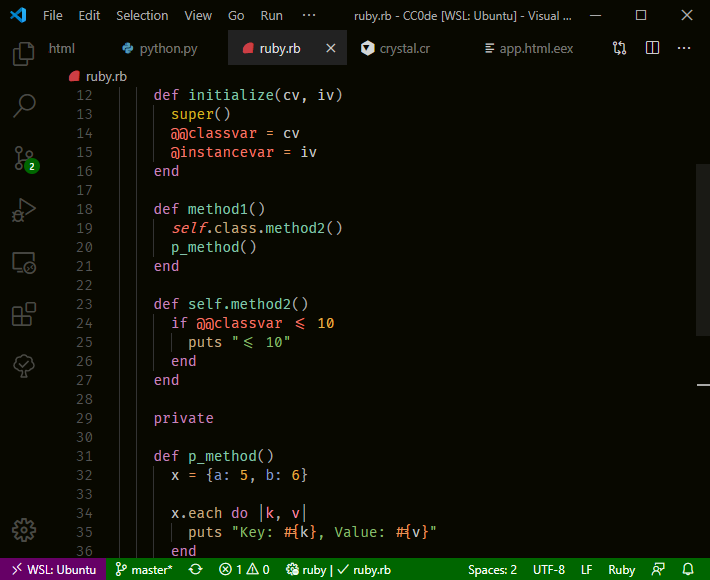 File Edit Selection View Go Run ··· ruby.rb - CC0de [WSL: Ubuntu] - Visual ...
html python.py ruby.rb crystal.cr app.html.eex
ruby.rb
12 def initialize(cv, iv)
13 super()
14 @@classvar = cv
15 @instancevar = iv
16 end
17
18 def method1()
19 self.class.method2()
20 p_method()
21 end
22
23 def self.method2()
24 if @@classvar <= 10
25 puts "<= 10"
26 end
27 end
28
29 private
30
31 def p_method()
32 x = {a: 5, b: 6}
33
34 x.each do |k, v|
35 puts "Key: #{k}, Value: #{v}"
36 end
2
WSL: Ubuntu master* 1 0 ruby | ✓ ruby.rb Spaces: 2 UTF-8 LF Ruby